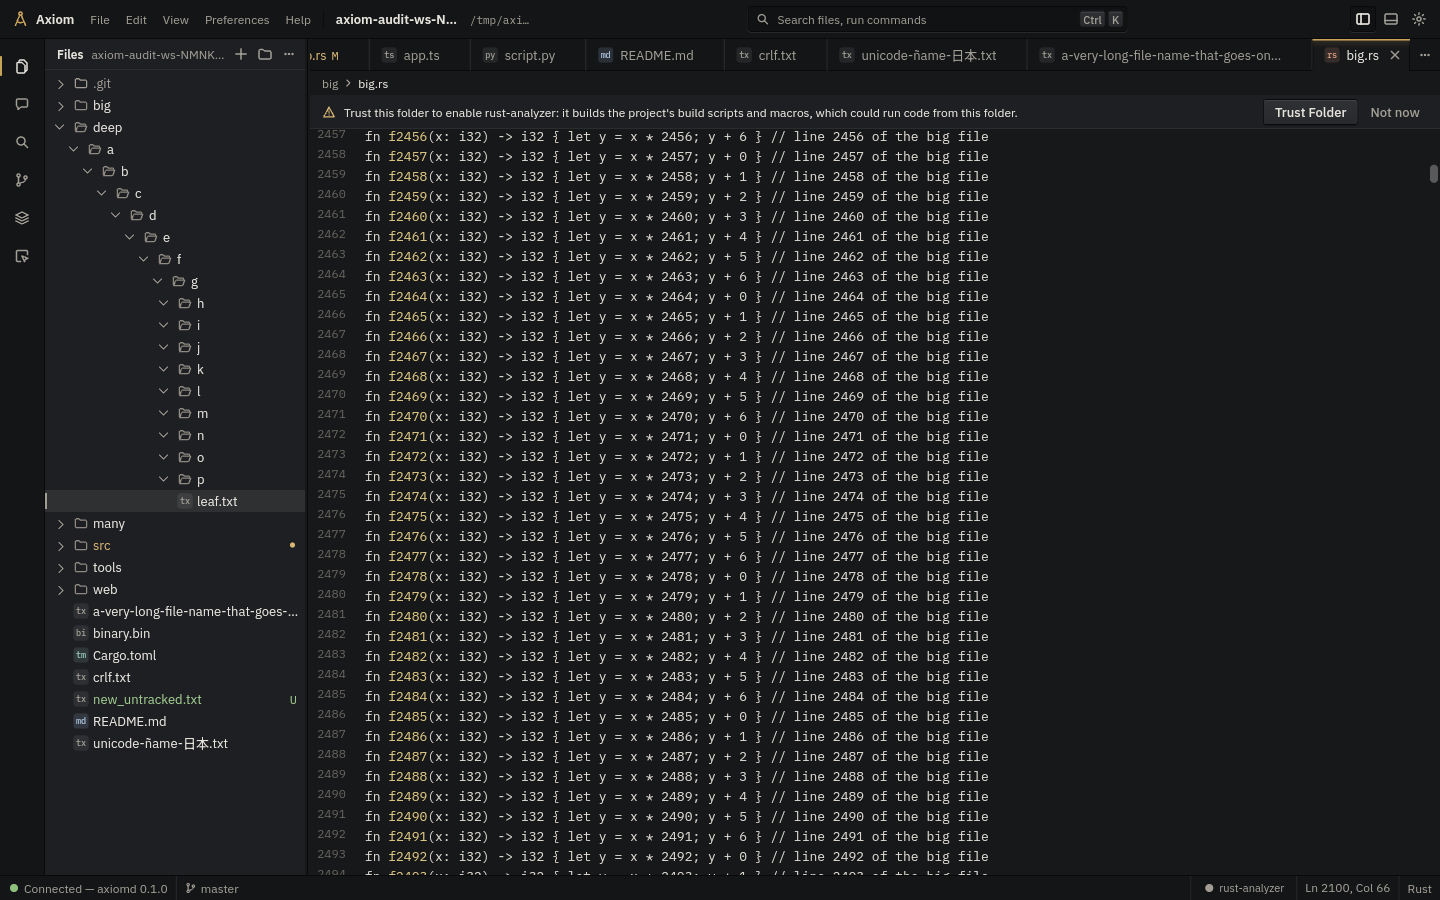 Axiom File Edit View Preferences Help axiom-audit-ws-N... /tmp/axi... Search files, run commands Ctrl K
Files axiom-audit-ws-NMNK... .rs M ts app.ts py script.py md README.md tx crlf.txt tx unicode-ñame-日本.txt tx a-very-long-file-name-that-goes-on... rs big.rs
big > big.rs
Trust this folder to enable rust-analyzer: it builds the project's build scripts and macros, which could run code from this folder. Trust Folder Not now
.git
big
deep
a
b
c
d
e
f
g
h
i
j
k
l
m
n
o
p
tx leaf.txt
many
src
tools
web
tx a-very-long-file-name-that-goes-...
bi binary.bin
tm Cargo.toml
tx crlf.txt
tx new_untracked.txt U
md README.md
tx unicode-ñame-日本.txt
2457 fn f2456(x: i32) -> i32 { let y = x * 2456; y + 6 } // line 2456 of the big file
2458 fn f2457(x: i32) -> i32 { let y = x * 2457; y + 0 } // line 2457 of the big file
2459 fn f2458(x: i32) -> i32 { let y = x * 2458; y + 1 } // line 2458 of the big file
2460 fn f2459(x: i32) -> i32 { let y = x * 2459; y + 2 } // line 2459 of the big file
2461 fn f2460(x: i32) -> i32 { let y = x * 2460; y + 3 } // line 2460 of the big file
2462 fn f2461(x: i32) -> i32 { let y = x * 2461; y + 4 } // line 2461 of the big file
2463 fn f2462(x: i32) -> i32 { let y = x * 2462; y + 5 } // line 2462 of the big file
2464 fn f2463(x: i32) -> i32 { let y = x * 2463; y + 6 } // line 2463 of the big file
2465 fn f2464(x: i32) -> i32 { let y = x * 2464; y + 0 } // line 2464 of the big file
2466 fn f2465(x: i32) -> i32 { let y = x * 2465; y + 1 } // line 2465 of the big file
2467 fn f2466(x: i32) -> i32 { let y = x * 2466; y + 2 } // line 2466 of the big file
2468 fn f2467(x: i32) -> i32 { let y = x * 2467; y + 3 } // line 2467 of the big file
2469 fn f2468(x: i32) -> i32 { let y = x * 2468; y + 4 } // line 2468 of the big file
2470 fn f2469(x: i32) -> i32 { let y = x * 2469; y + 5 } // line 2469 of the big file
2471 fn f2470(x: i32) -> i32 { let y = x * 2470; y + 6 } // line 2470 of the big file
2472 fn f2471(x: i32) -> i32 { let y = x * 2471; y + 0 } // line 2471 of the big file
2473 fn f2472(x: i32) -> i32 { let y = x * 2472; y + 1 } // line 2472 of the big file
2474 fn f2473(x: i32) -> i32 { let y = x * 2473; y + 2 } // line 2473 of the big file
2475 fn f2474(x: i32) -> i32 { let y = x * 2474; y + 3 } // line 2474 of the big file
2476 fn f2475(x: i32) -> i32 { let y = x * 2475; y + 4 } // line 2475 of the big file
2477 fn f2476(x: i32) -> i32 { let y = x * 2476; y + 5 } // line 2476 of the big file
2478 fn f2477(x: i32) -> i32 { let y = x * 2477; y + 6 } // line 2477 of the big file
2479 fn f2478(x: i32) -> i32 { let y = x * 2478; y + 0 } // line 2478 of the big file
2480 fn f2479(x: i32) -> i32 { let y = x * 2479; y + 1 } // line 2479 of the big file
2481 fn f2480(x: i32) -> i32 { let y = x * 2480; y + 2 } // line 2480 of the big file
2482 fn f2481(x: i32) -> i32 { let y = x * 2481; y + 3 } // line 2481 of the big file
2483 fn f2482(x: i32) -> i32 { let y = x * 2482; y + 4 } // line 2482 of the big file
2484 fn f2483(x: i32) -> i32 { let y = x * 2483; y + 5 } // line 2483 of the big file
2485 fn f2484(x: i32) -> i32 { let y = x * 2484; y + 6 } // line 2484 of the big file
2486 fn f2485(x: i32) -> i32 { let y = x * 2485; y + 0 } // line 2485 of the big file
2487 fn f2486(x: i32) -> i32 { let y = x * 2486; y + 1 } // line 2486 of the big file
2488 fn f2487(x: i32) -> i32 { let y = x * 2487; y + 2 } // line 2487 of the big file
2489 fn f2488(x: i32) -> i32 { let y = x * 2488; y + 3 } // line 2488 of the big file
2490 fn f2489(x: i32) -> i32 { let y = x * 2489; y + 4 } // line 2489 of the big file
2491 fn f2490(x: i32) -> i32 { let y = x * 2490; y + 5 } // line 2490 of the big file
2492 fn f2491(x: i32) -> i32 { let y = x * 2491; y + 6 } // line 2491 of the big file
2493 fn f2492(x: i32) -> i32 { let y = x * 2492; y + 0 } // line 2492 of the big file
Connected — axiomd 0.1.0 master rust-analyzer Ln 2100, Col 66 Rust